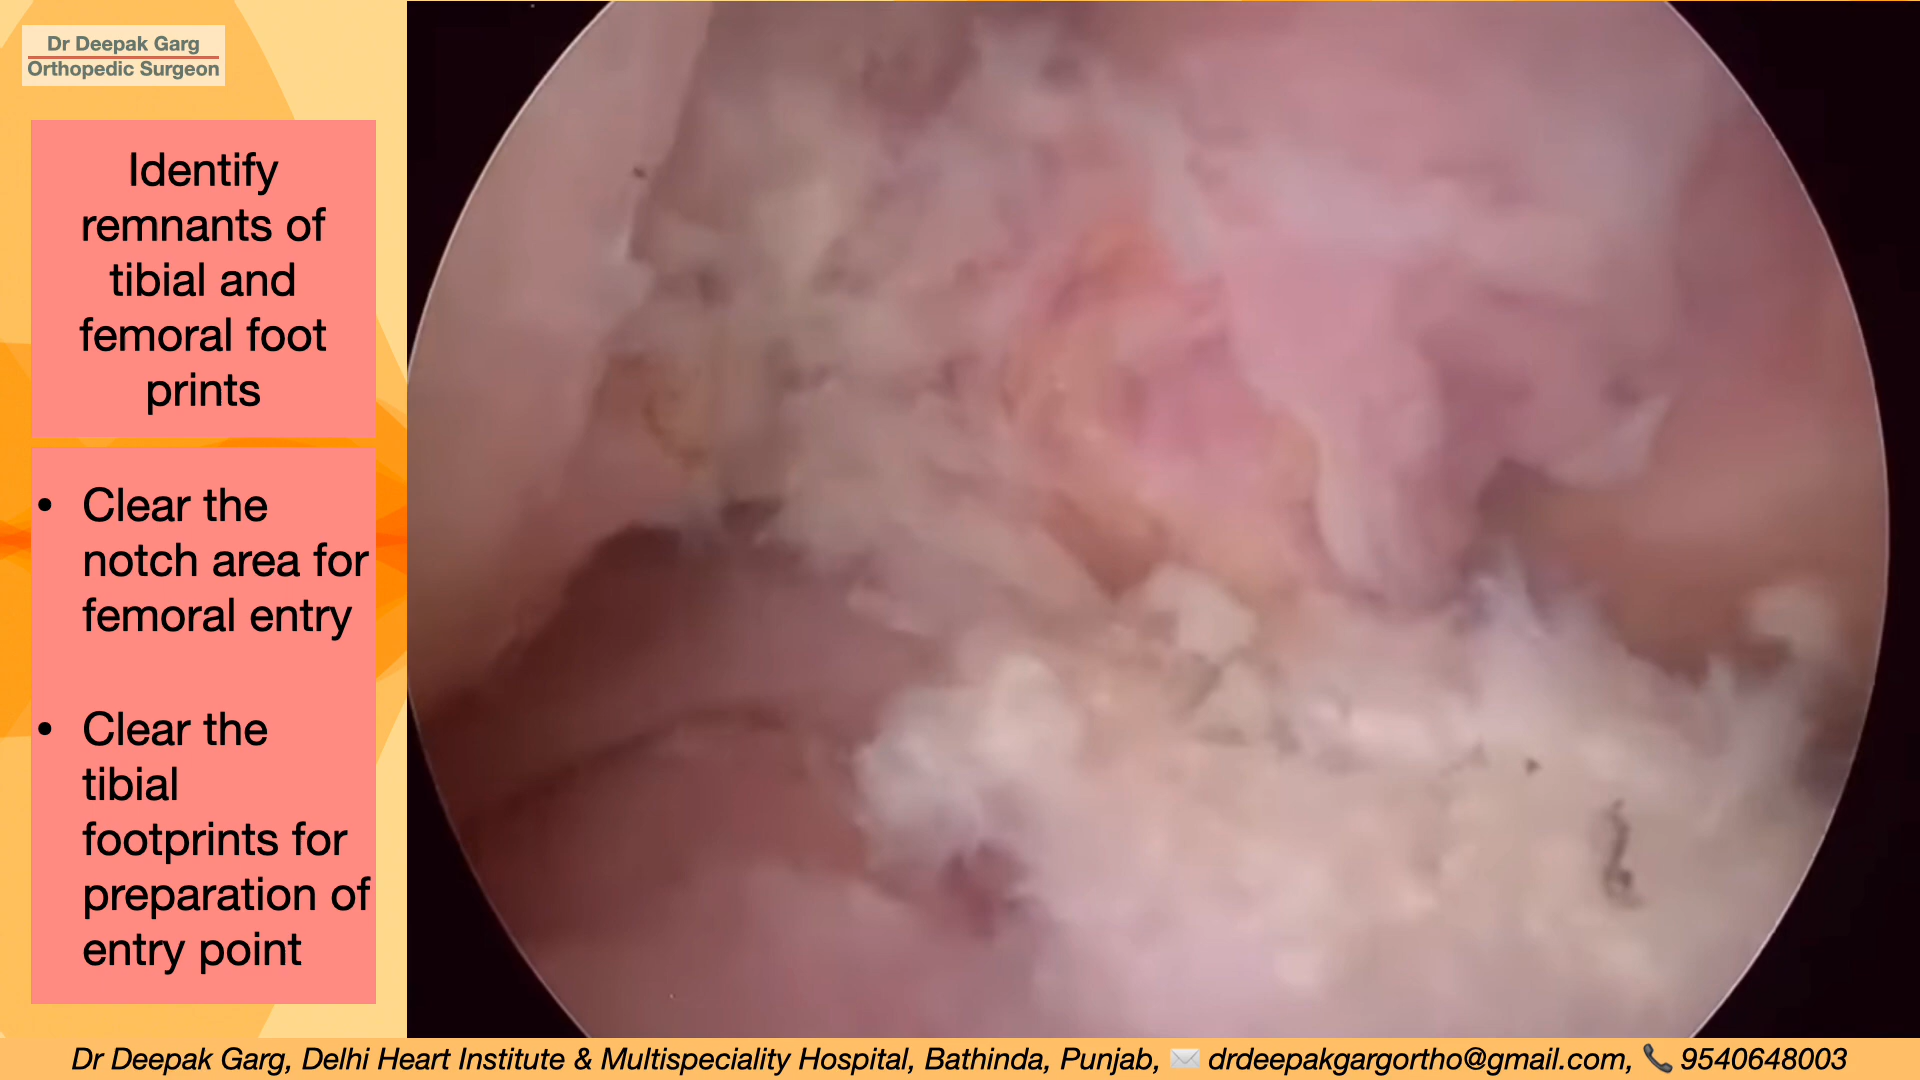 Dr Deepak Garg
Orthopedic Surgeon
Identify
remnants of
tibial and
femoral foot
prints
• Clear the
notch area for
femoral entry
• Clear the
tibial
footprints for
preparation of
entry point
Dr Deepak Garg, Delhi Heart Institute & Multispeciality Hospital, Bathinda, Punjab, ✉️ drdeepakgargortho@gmail.com, 📞 9540648003